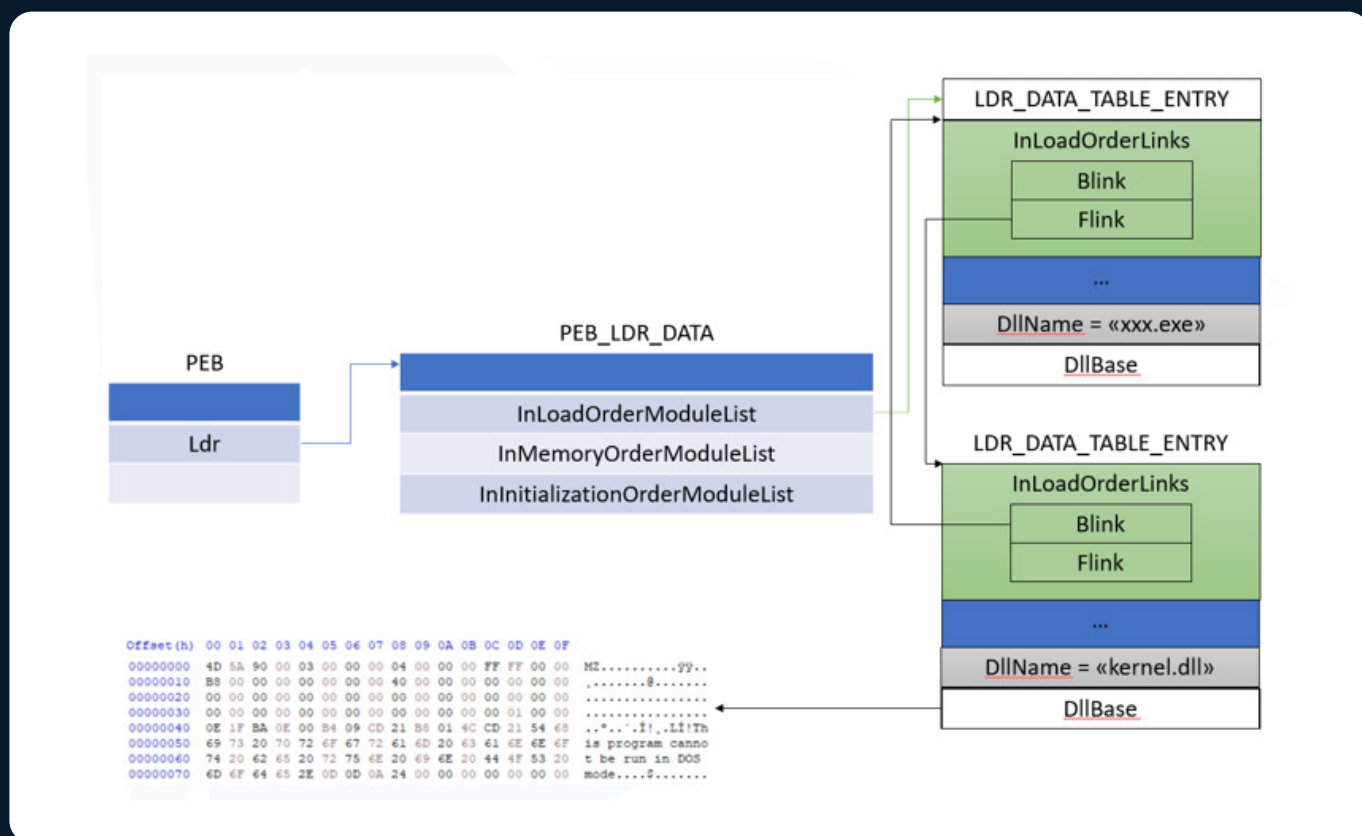 PEB
Ldr
PEB_LDR_DATA
InLoadOrderModuleList
InMemoryOrderModuleList
InInitializationOrderModuleList
LDR_DATA_TABLE_ENTRY
InLoadOrderLinks
Blink
Flink
...
DllName = «xxx.exe»
DllBase
LDR_DATA_TABLE_ENTRY
InLoadOrderLinks
Blink
Flink
...
DllName = «kernel.dll»
DllBase
Offset(h) 00 01 02 03 04 05 06 07 08 09 0A 0B 0C 0D 0E 0F
00000000 4D 5A 90 00 03 00 00 00 04 00 00 00 FF FF 00 00 MZ..........ÿÿ..
00000010 B8 00 00 00 00 00 00 00 40 00 00 00 00 00 00 00 ¸.......@.......
00000020 00 00 00 00 00 00 00 00 00 00 00 00 00 00 00 00 ................
00000030 00 00 00 00 00 00 00 00 00 00 00 00 00 01 00 00 ................
00000040 0E 1F BA 0E 00 B4 09 CD 21 B8 01 4C CD 21 54 68 ..º..´.Í!¸.LÍ!Th
00000050 69 73 20 70 72 6F 67 72 61 6D 20 63 61 6E 6E 6F is program canno
00000060 74 20 62 65 20 72 75 6E 20 69 6E 20 44 4F 53 20 t be run in DOS
00000070 6D 6F 64 65 2E 0D 0D 0A 24 00 00 00 00 00 00 00 mode....$.......